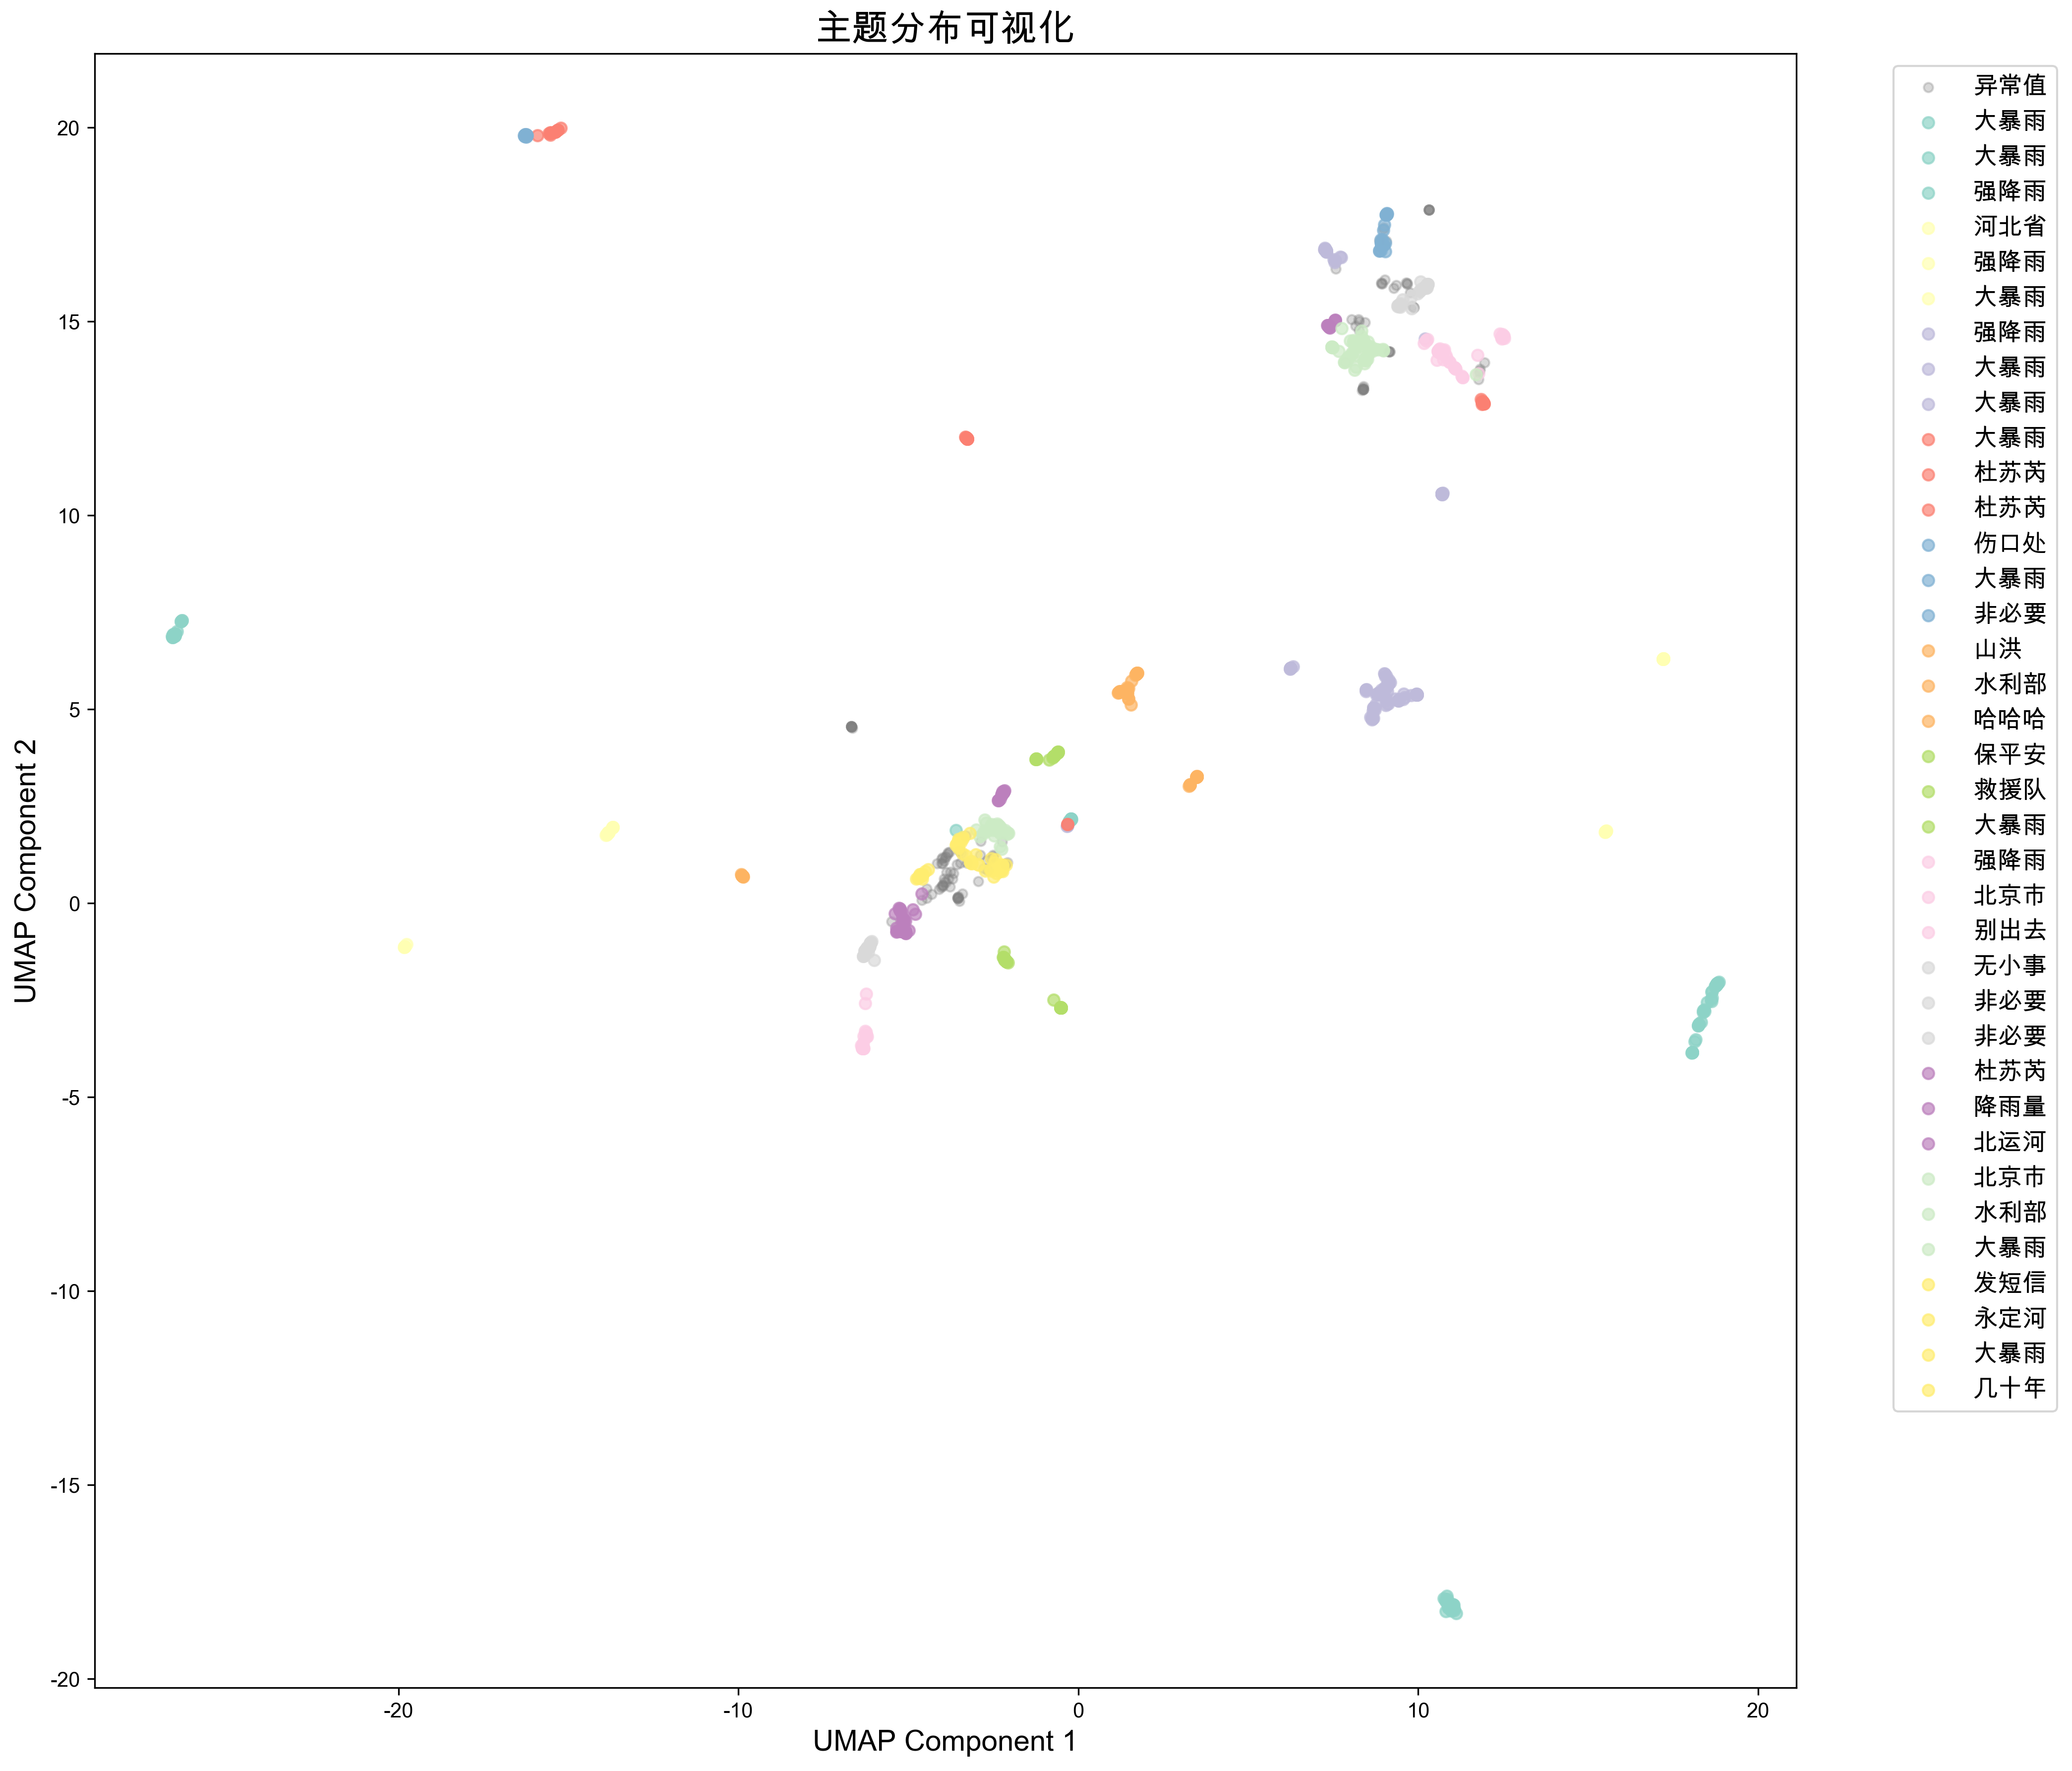 主题分布可视化
20
15
10
5
0
-5
-10
-15
-20
UMAP Component 2
-20
-10
0
10
20
UMAP Component 1
异常值
大暴雨
大暴雨
强降雨
河北省
强降雨
大暴雨
强降雨
大暴雨
大暴雨
大暴雨
杜苏芮
杜苏芮
伤口处
大暴雨
非必要
山洪
水利部
哈哈哈
保平安
救援队
大暴雨
强降雨
北京市
别出去
无小事
非必要
非必要
杜苏芮
降雨量
北运河
北京市
水利部
大暴雨
发短信
永定河
大暴雨
几十年